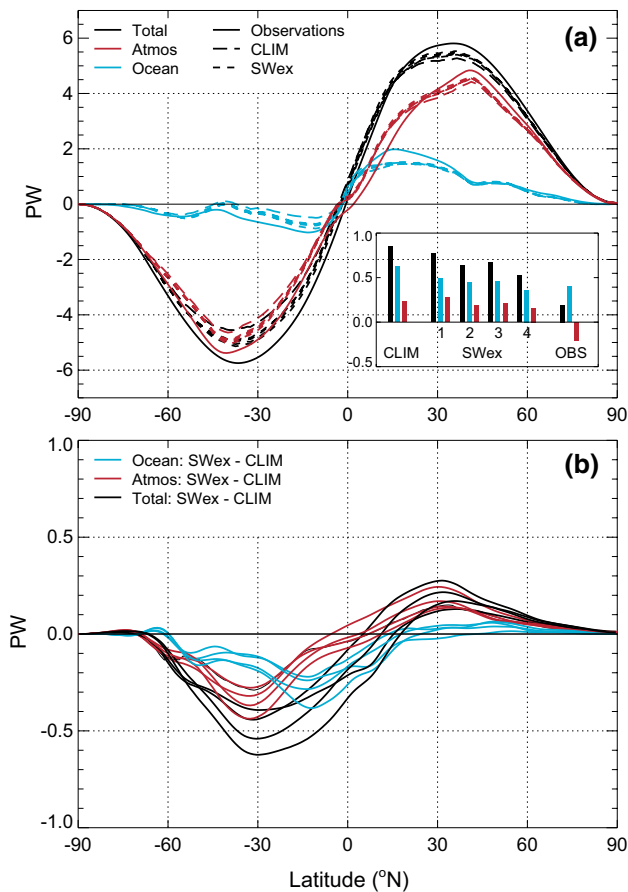 Total
Atmos
Ocean
Observations
CLIM
SWex
(a)
6
4
2
0
-2
-4
-6
PW
1.0
0.5
0.0
-0.5
1 2 3 4
CLIM SWex OBS
-90 -60 -30 0 30 60 90
(b)
Ocean: SWex - CLIM
Atmos: SWex - CLIM
Total: SWex - CLIM
1.0
0.5
0.0
-0.5
-1.0
PW
-90 -60 -30 0 30 60 90
Latitude (°N)